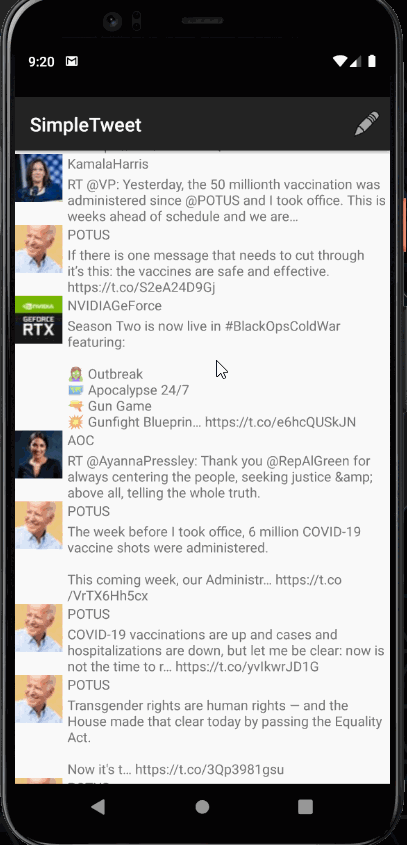 9:20
SimpleTweet
KamalaHarris
RT @VP: Yesterday, the 50 millionth vaccination was
administered since @POTUS and I took office. This is
weeks ahead of schedule and we are…
POTUS
If there is one message that needs to cut through
it's this: the vaccines are safe and effective.
https://t.co/S2eA24D9Gj
NVIDIA
GEFORCE
RTX
NVIDIAGeForce
Season Two is now live in #BlackOpsColdWar
featuring:
Outbreak
Apocalypse 24/7
Gun Game
Gunfight Blueprin… https://t.co/e6hcQUSkJN
AOC
RT @AyannaPressley: Thank you @RepAlGreen for
always centering the people, seeking justice &amp;
above all, telling the whole truth.
POTUS
The week before I took office, 6 million COVID-19
vaccine shots were administered.
This coming week, our Administr… https://t.co
/VrTX6Hh5cx
POTUS
COVID-19 vaccinations are up and cases and
hospitalizations are down, but let me be clear: now is
not the time to r… https://t.co/yvIkwrJD1G
POTUS
Transgender rights are human rights — and the
House made that clear today by passing the Equality
Act.
Now it's t… https://t.co/3Qp3981gsu